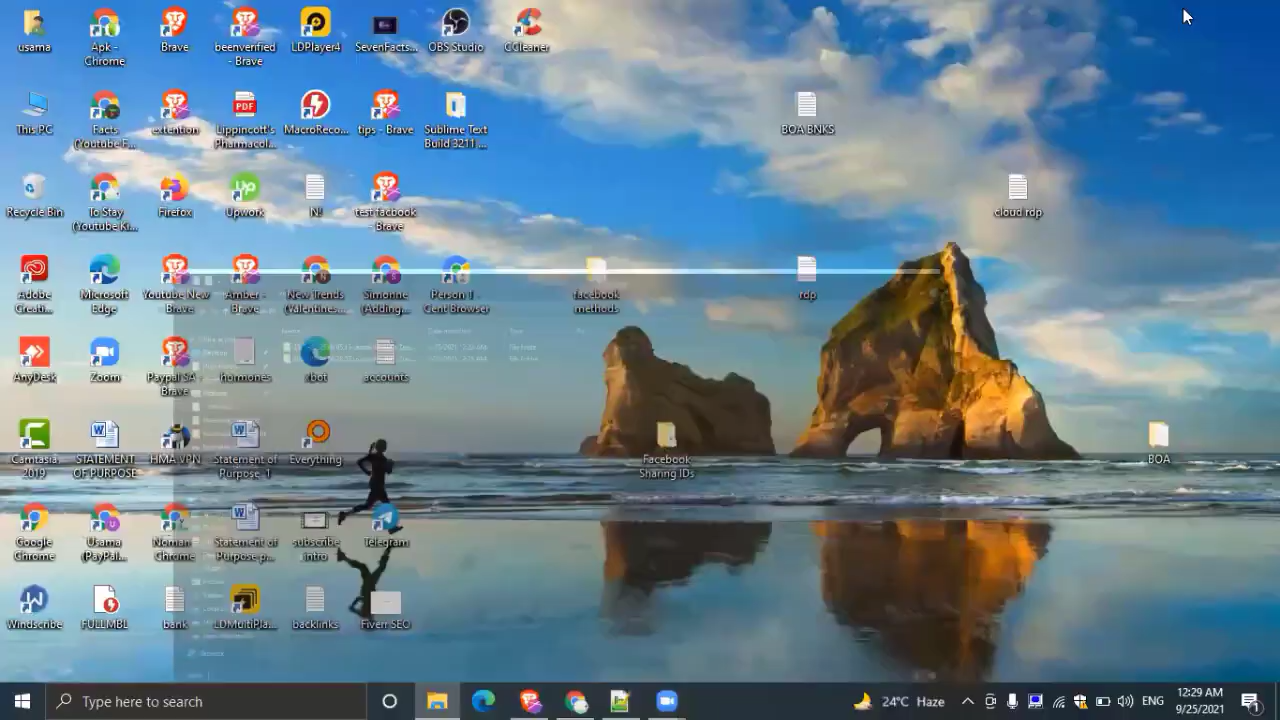 usama
Apk - Chrome
Brave
beenverified - Brave
LDPlayer4
SevenFacts...
OBS Studio
CCleaner
This PC
Facts (Youtube F...
extention
PDF
Lippincott's Pharmacol...
MacroReco...
tips - Brave
Sublime Text Build 3211 ...
BOA BNKS
Recycle Bin
To Stay (Youtube Ki...
Firefox
Upwork
N!
test facbook - Brave
cloud rdp
Adobe Creati...
Microsoft Edge
Youtube New - Brave
Amber - Brave
New Trends (Valentines...
Simonne (Adding...
Person 1 - Cent Browser
facebook methods
rdp
AnyDesk
Zoom
Paypal SA - Brave
hormones
r.bot
accounts
Camtasia 2019
STATEMENT OF PURPOSE
HMA VPN
Statement of Purpose_1
Everything
Facebook Sharing IDs
BOA
Google Chrome
Usama (PayPal...
Noman - Chrome
Statement of Purpose p...
subscribe intro
Telegram
Windscribe
FULLMBL
bank
LDMultiPla...
backlinks
Fiverr SEO
Type here to search
24°C Haze
ENG
12:29 AM
9/25/2021
1